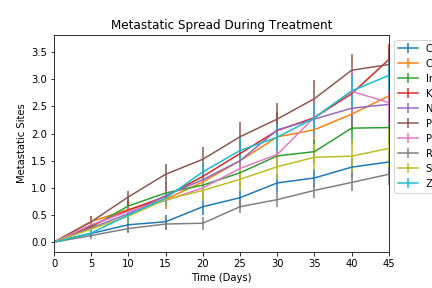 Metastatic Spread During Treatment
Metastatic Sites
3.5
3.0
2.5
2.0
1.5
1.0
0.5
0.0
0
5
10
15
20
25
30
35
40
45
Time (Days)
C
C
In
K
N
P
P
R
S
Z